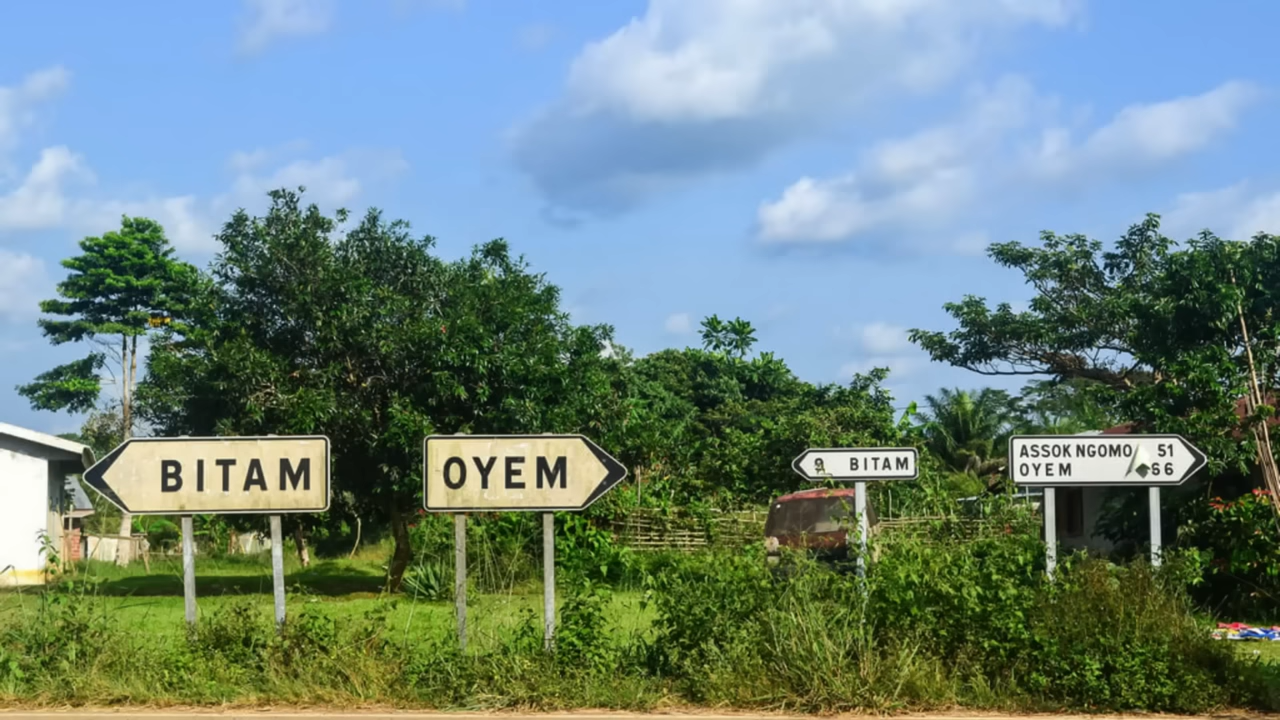 BITAM
OYEM
9 BITAM
ASSOK NGOMO 51
OYEM 66